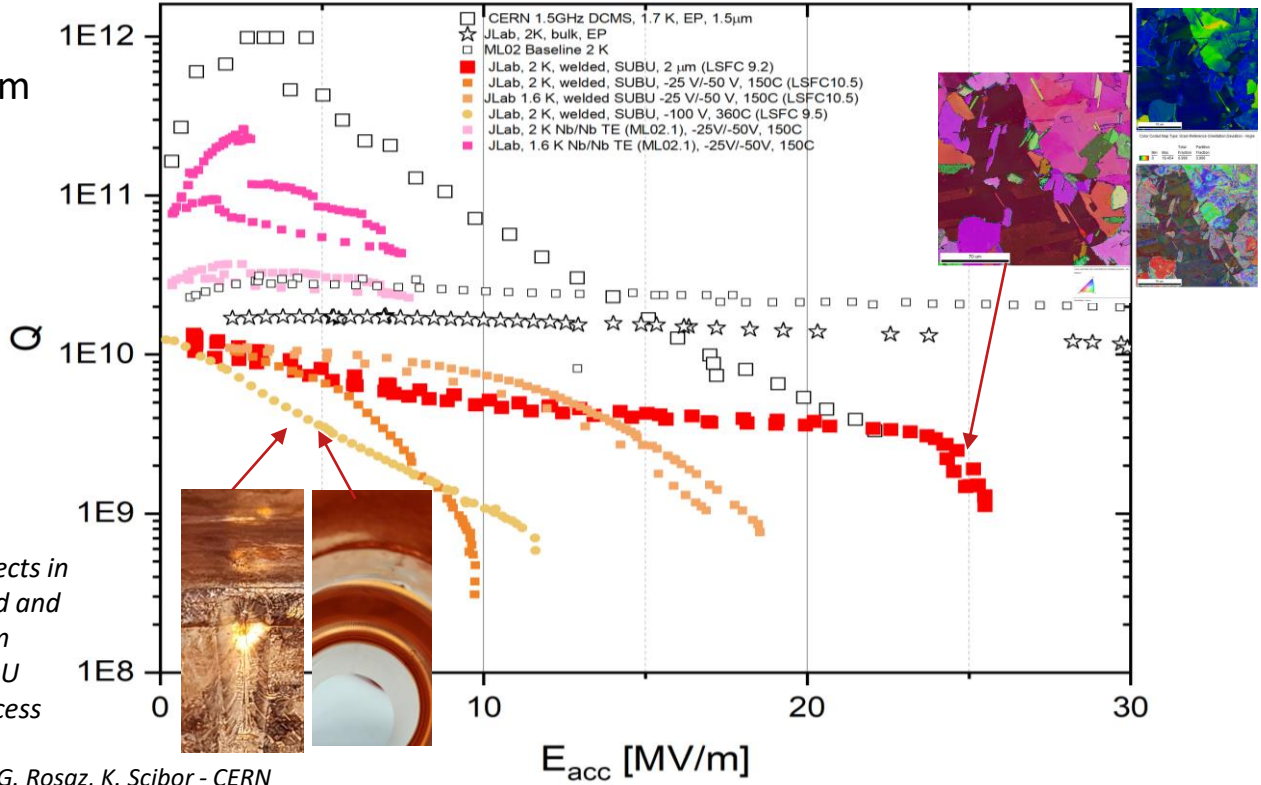 m
1E12
1E11
1E10
1E9
1E8
Q
CERN 1.5GHz DCMS, 1.7 K, EP, 1.5μm
JLab, 2K, bulk, EP
ML02 Baseline 2 K
JLab, 2 K, welded, SUBU, 2 μm (LSFC 9.2)
JLab, 2 K, welded, SUBU, -25 V/-50 V, 150C (LSFC10.5)
JLab 1.6 K, welded SUBU -25 V/-50 V, 150C (LSFC10.5)
JLab, 2 K, welded, SUBU, -100 V, 360C (LSFC 9.5)
JLab, 2 K Nb/Nb TE (ML02.1), -25V/-50V, 150C
JLab, 1.6 K Nb/Nb TE (ML02.1), -25V/-50V, 150C
70 μm
ects in
d and
m
U
cess
0
10
20
30
Eacc [MV/m]
G. Rosaz, K. Scibor - CERN